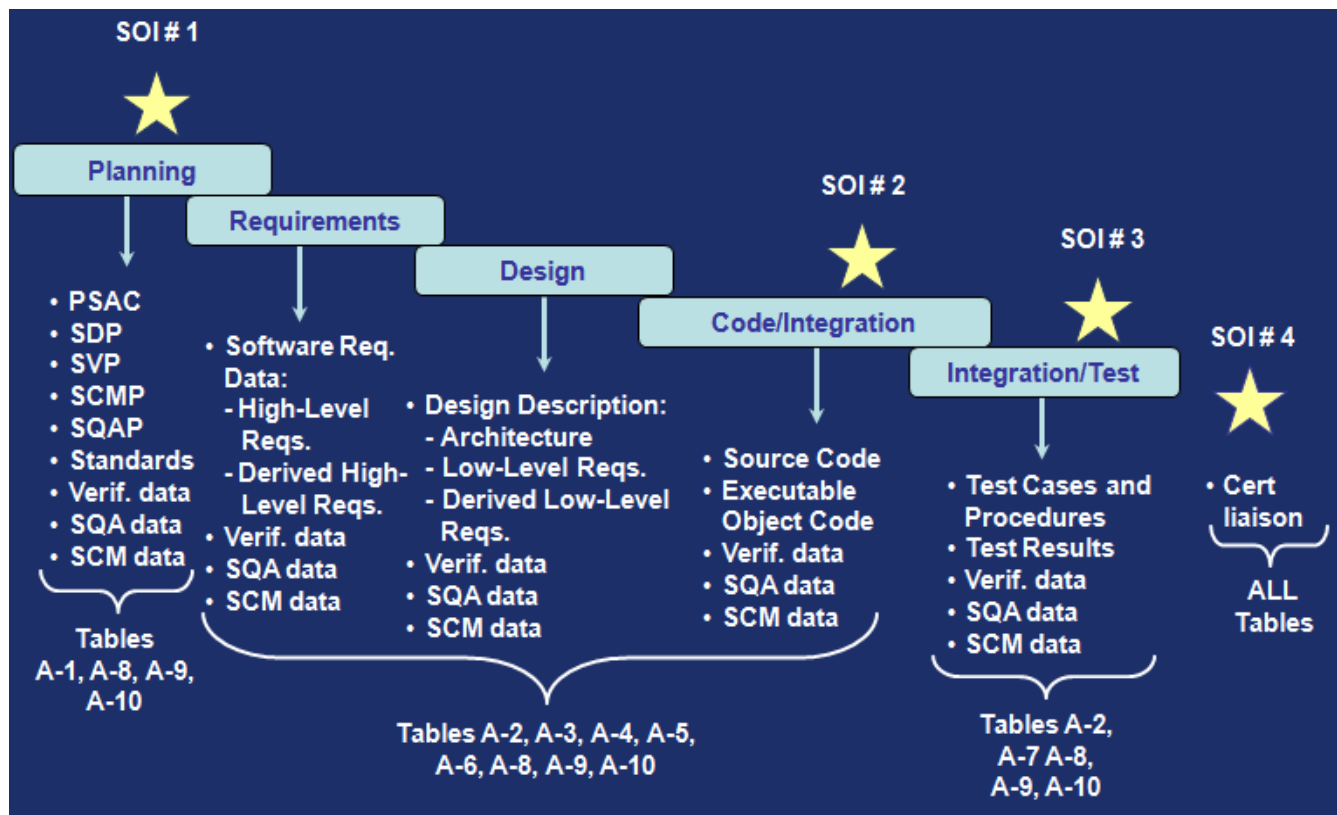 SOI # 1
Planning
• PSAC
• SDP
• SVP
• SCMP
• SQAP
• Standards
• Verif. data
• SQA data
• SCM data
Tables
A-1, A-8, A-9,
A-10
Requirements
• Software Req.
Data:
- High-Level
Reqs.
- Derived High-
Level Reqs.
• Verif. data
• SQA data
• SCM data
Design
• Design Description:
- Architecture
- Low-Level Reqs.
- Derived Low-Level
Reqs.
• Verif. data
• SQA data
• SCM data
SOI # 2
Code/Integration
• Source Code
• Executable
Object Code
• Verif. data
• SQA data
• SCM data
Tables A-2, A-3, A-4, A-5,
A-6, A-8, A-9, A-10
SOI # 3
Integration/Test
• Test Cases and
Procedures
• Test Results
• Verif. data
• SQA data
• SCM data
Tables A-2,
A-7 A-8,
A-9, A-10
SOI # 4
• Cert
liaison
ALL
Tables